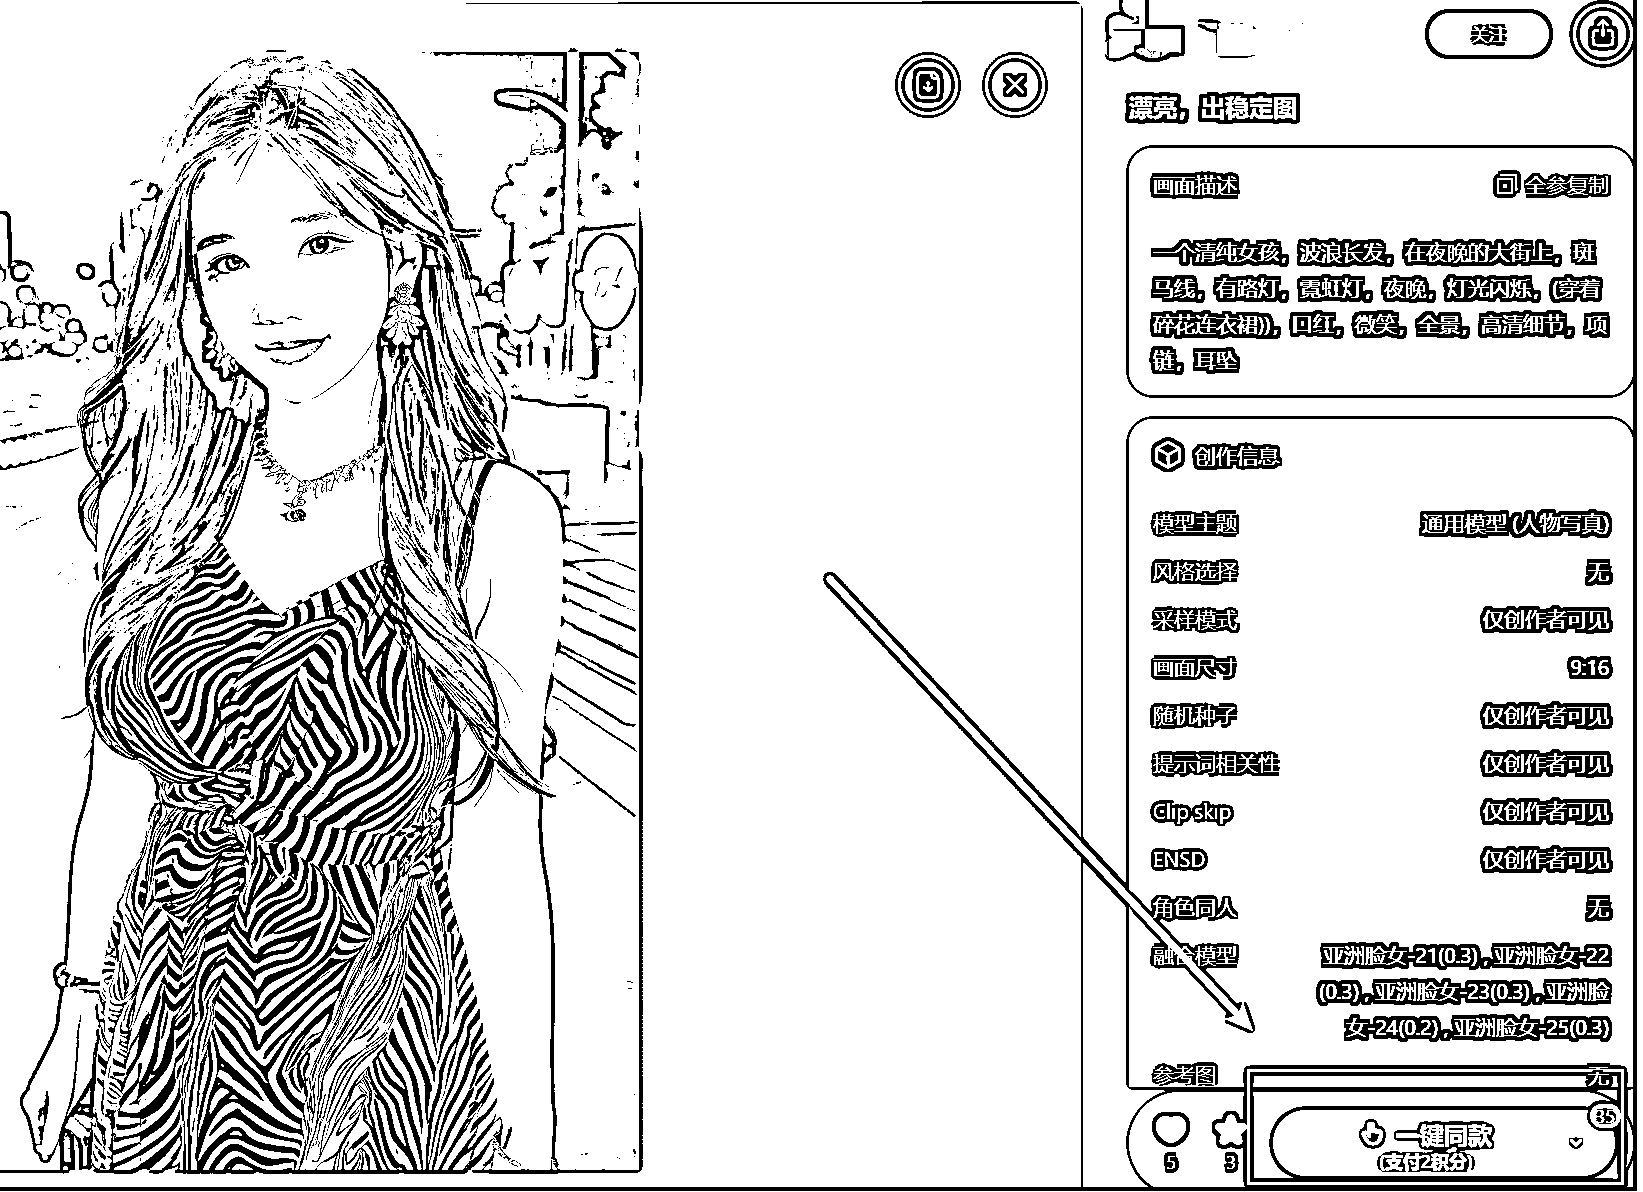 关注
漂亮，出稳定图
画面描述
全参复制
一个清纯女孩，波浪长发，在夜晚的大街上，斑
马线，有路灯，霓虹灯，夜晚，灯光闪烁，(穿着
碎花连衣裙))，口红，微笑，全景，高清细节，项
链，耳坠
创作信息
模型主题 通用模型 (人物写真)
风格选择 无
采样模式 仅创作者可见
画面尺寸 9:16
随机种子 仅创作者可见
提示词相关性 仅创作者可见
Clip skip 仅创作者可见
ENSD 仅创作者可见
角色同人 无
融合模型 亚洲脸女-21(0.3) , 亚洲脸女-22
(0.3) , 亚洲脸女-23(0.3) , 亚洲脸
女-24(0.2) , 亚洲脸女-25(0.3)
参考图 无
5 3 一键同款
(支付2积分)